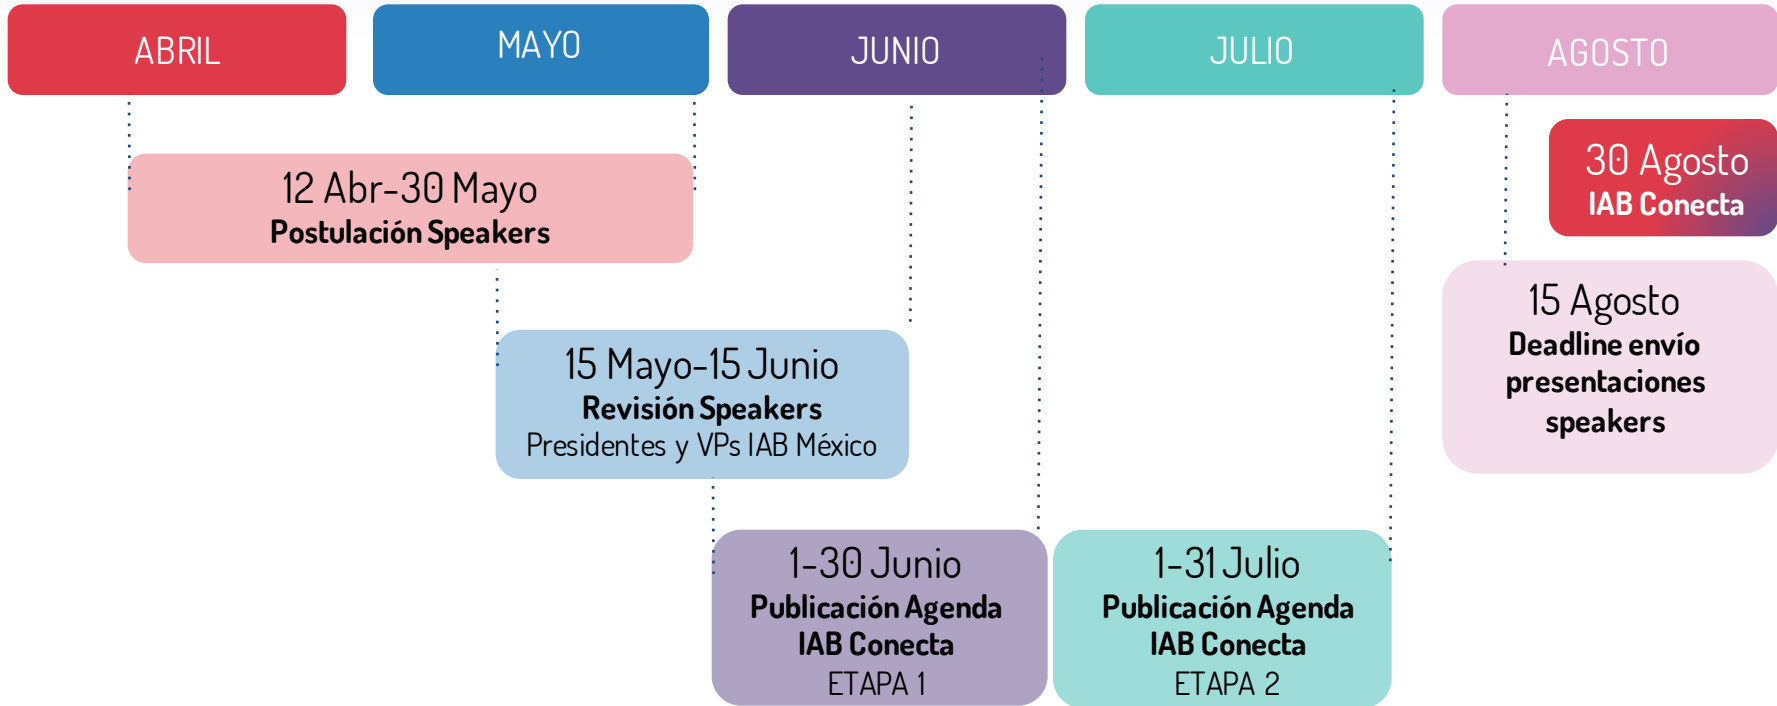 ABRIL
MAYO
JUNIO
JULIO
AGOSTO
12 Abr-30 Mayo
Postulación Speakers
30 Agosto
IAB Conecta
15 Mayo-15 Junio
Revisión Speakers
Presidentes y VPs IAB México
15 Agosto
Deadline envío
presentaciones
speakers
1-30 Junio
Publicación Agenda
IAB Conecta
ETAPA 1
1-31 Julio
Publicación Agenda
IAB Conecta
ETAPA 2